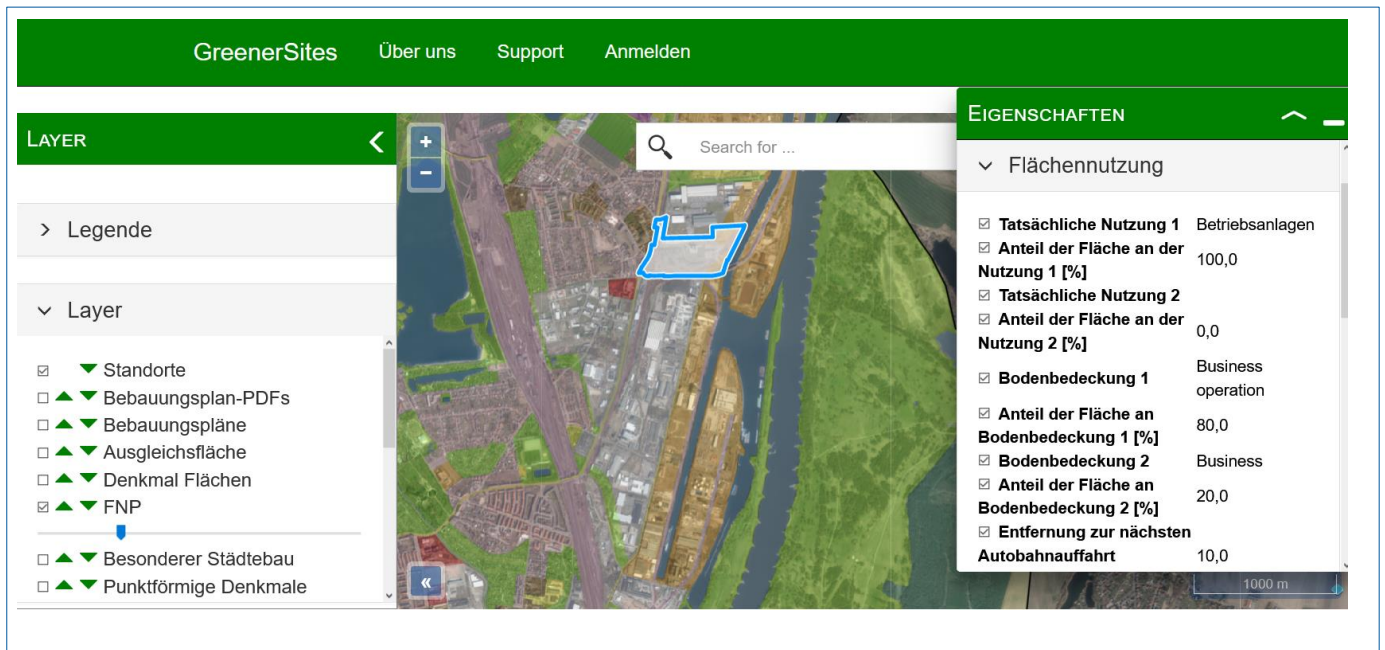 GreenerSites Über uns Support Anmelden
LAYER
Legende
Layer
Standorte
Bebauungsplan-PDFs
Bebauungspläne
Ausgleichsfläche
Denkmal Flächen
FNP
Besonderer Städtebau
Punktförmige Denkmale
+
-
Search for ...
«
1000 m
EIGENSCHAFTEN
Flächennutzung
Tatsächliche Nutzung 1 Betriebsanlagen
Anteil der Fläche an der
Nutzung 1 [%] 100,0
Tatsächliche Nutzung 2
Anteil der Fläche an der
Nutzung 2 [%] 0,0
Bodenbedeckung 1 Business
operation
Anteil der Fläche an
Bodenbedeckung 1 [%] 80,0
Bodenbedeckung 2 Business
Anteil der Fläche an
Bodenbedeckung 2 [%] 20,0
Entfernung zur nächsten
Autobahnauffahrt 10,0